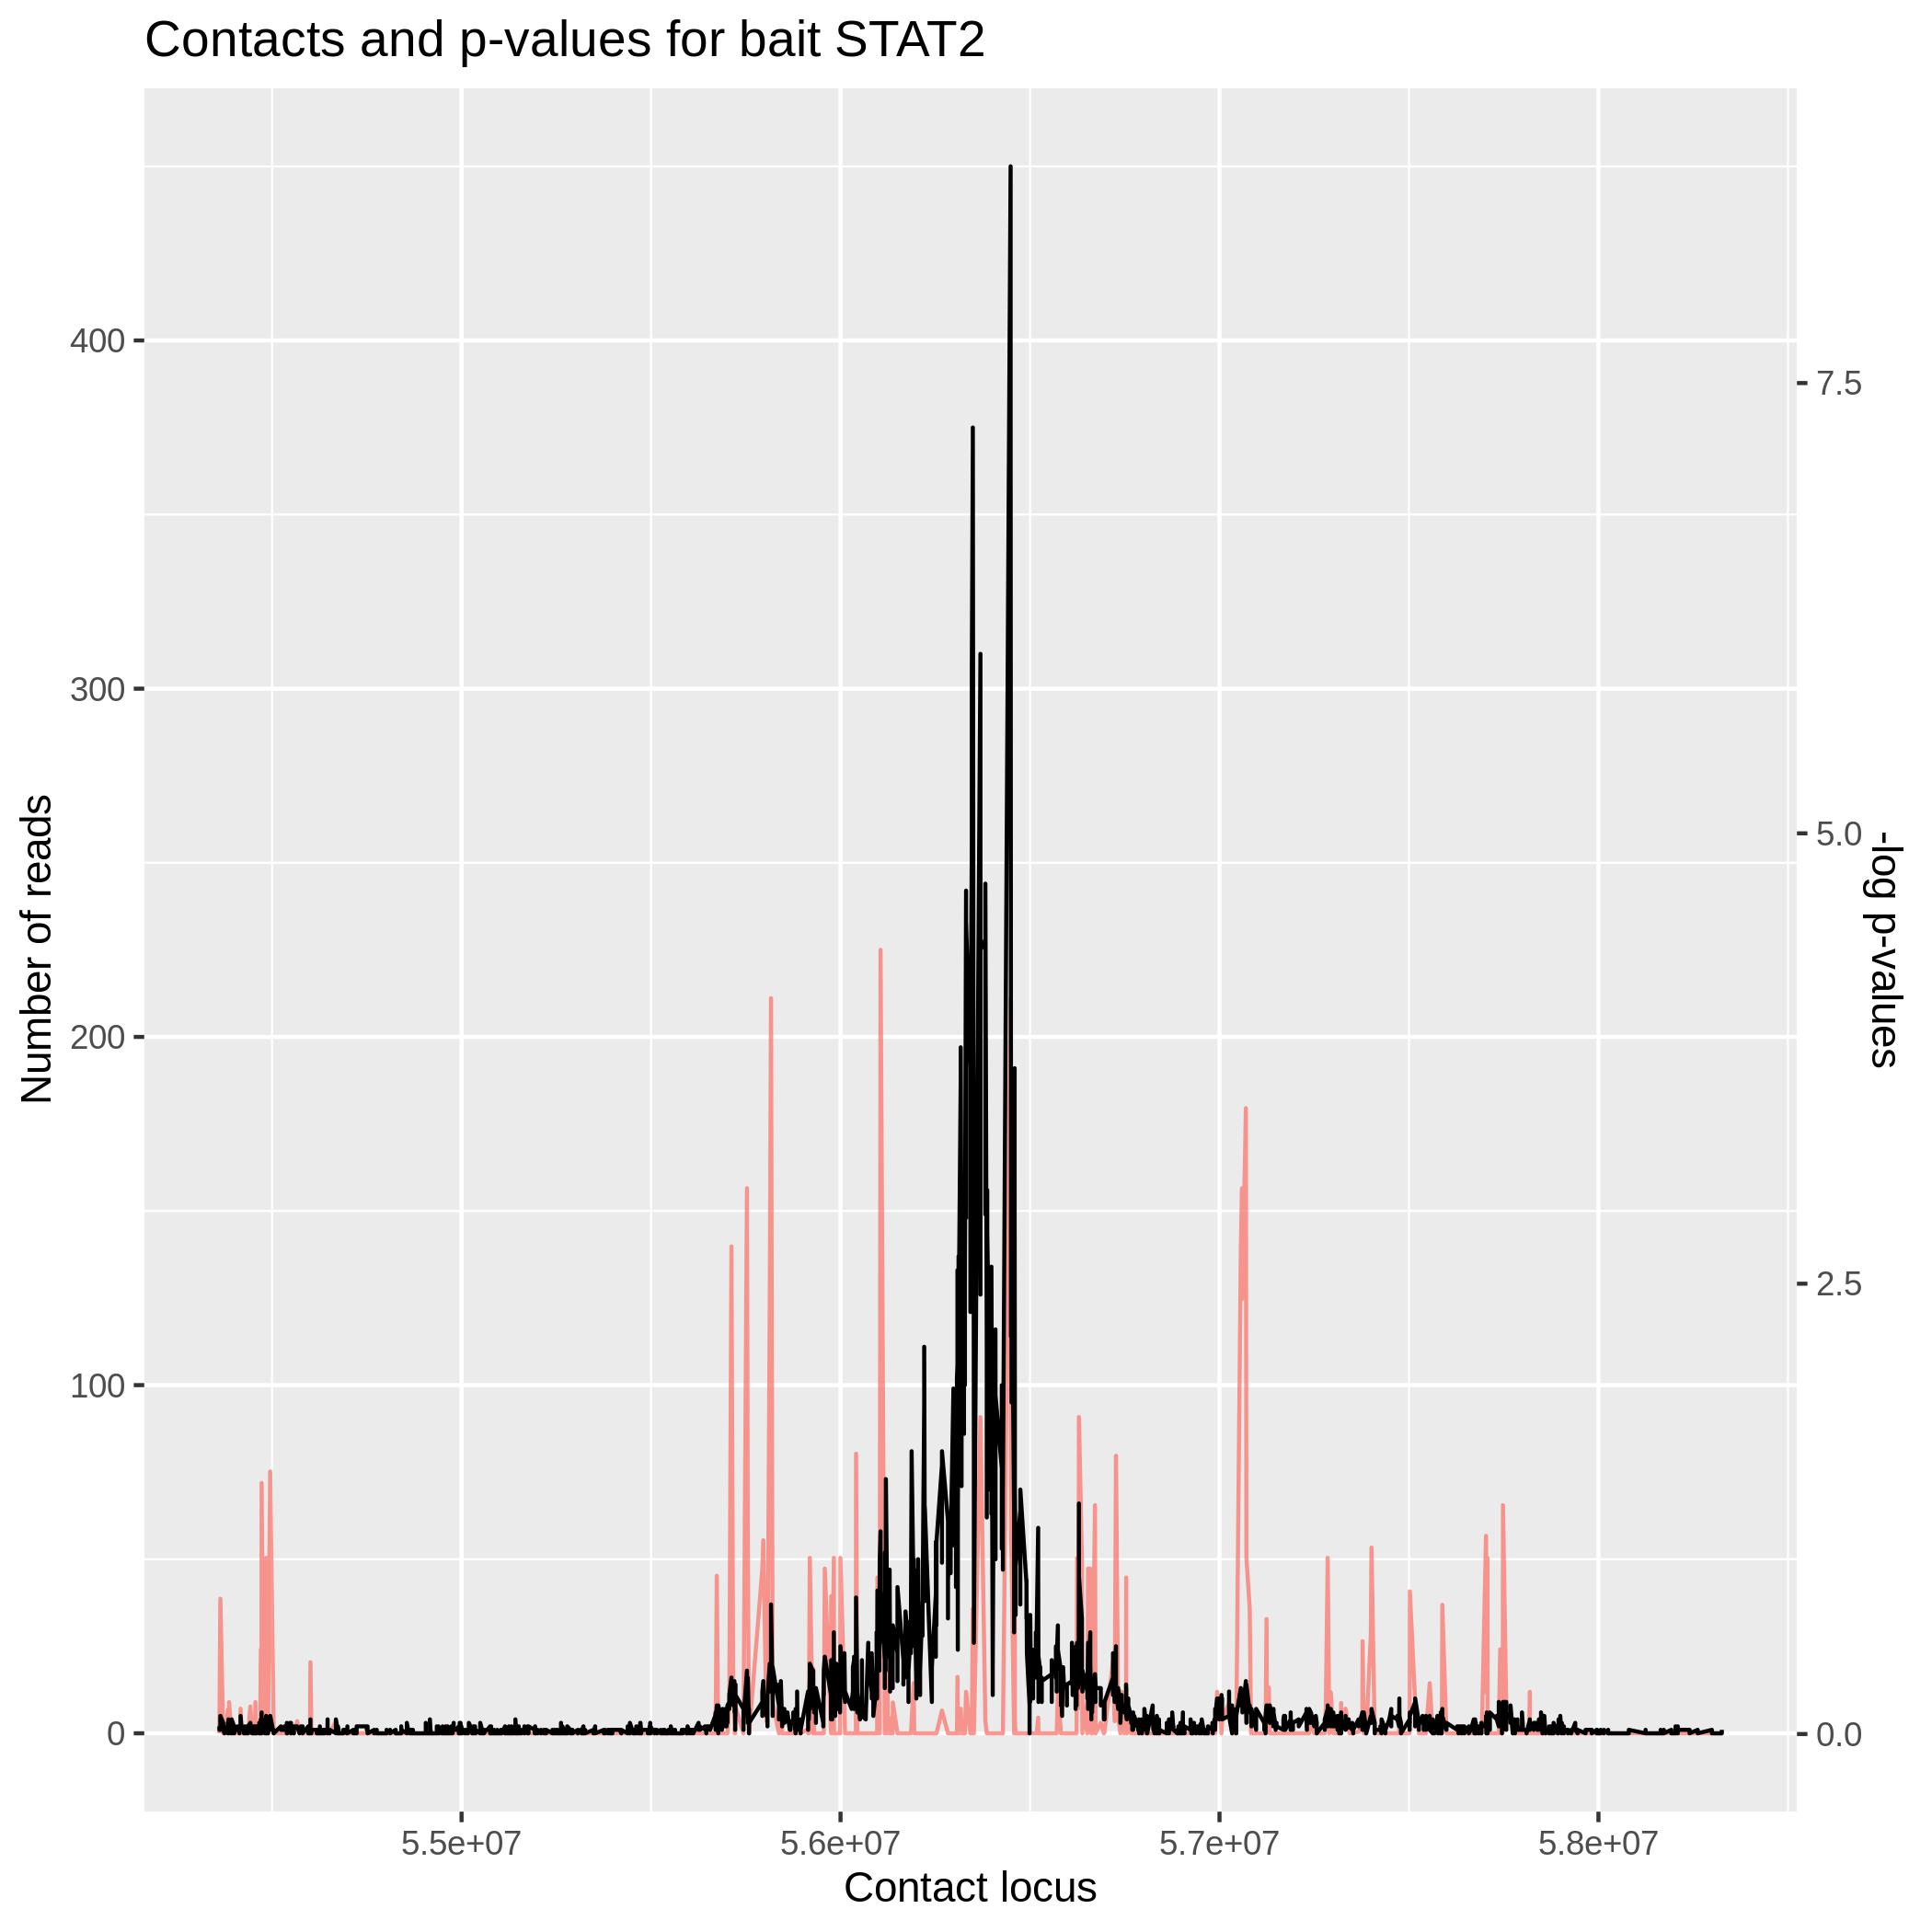 Contacts and p-values for bait STAT2
Number of reads
400
300
200
100
0
7.5
5.0
2.5
0.0
-log p-values
5.5e+07
5.6e+07
5.7e+07
5.8e+07
Contact locus